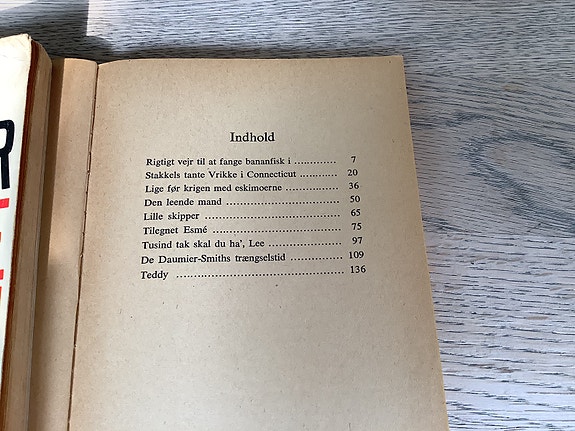 R
Indhold
Rigtigt vejr til at fange bananfisk i ............ 7
Stakkels tante Vrikke i Connecticut ........... 20
Lige før krigen med eskimoerne ............... 36
Den leende mand ............................. 50
Lille skipper .................................. 65
Tilegnet Esmé ................................ 75
Tusind tak skal du ha', Lee .................... 97
De Daumier-Smiths trængselstid .............. 109
Teddy ........................................ 136